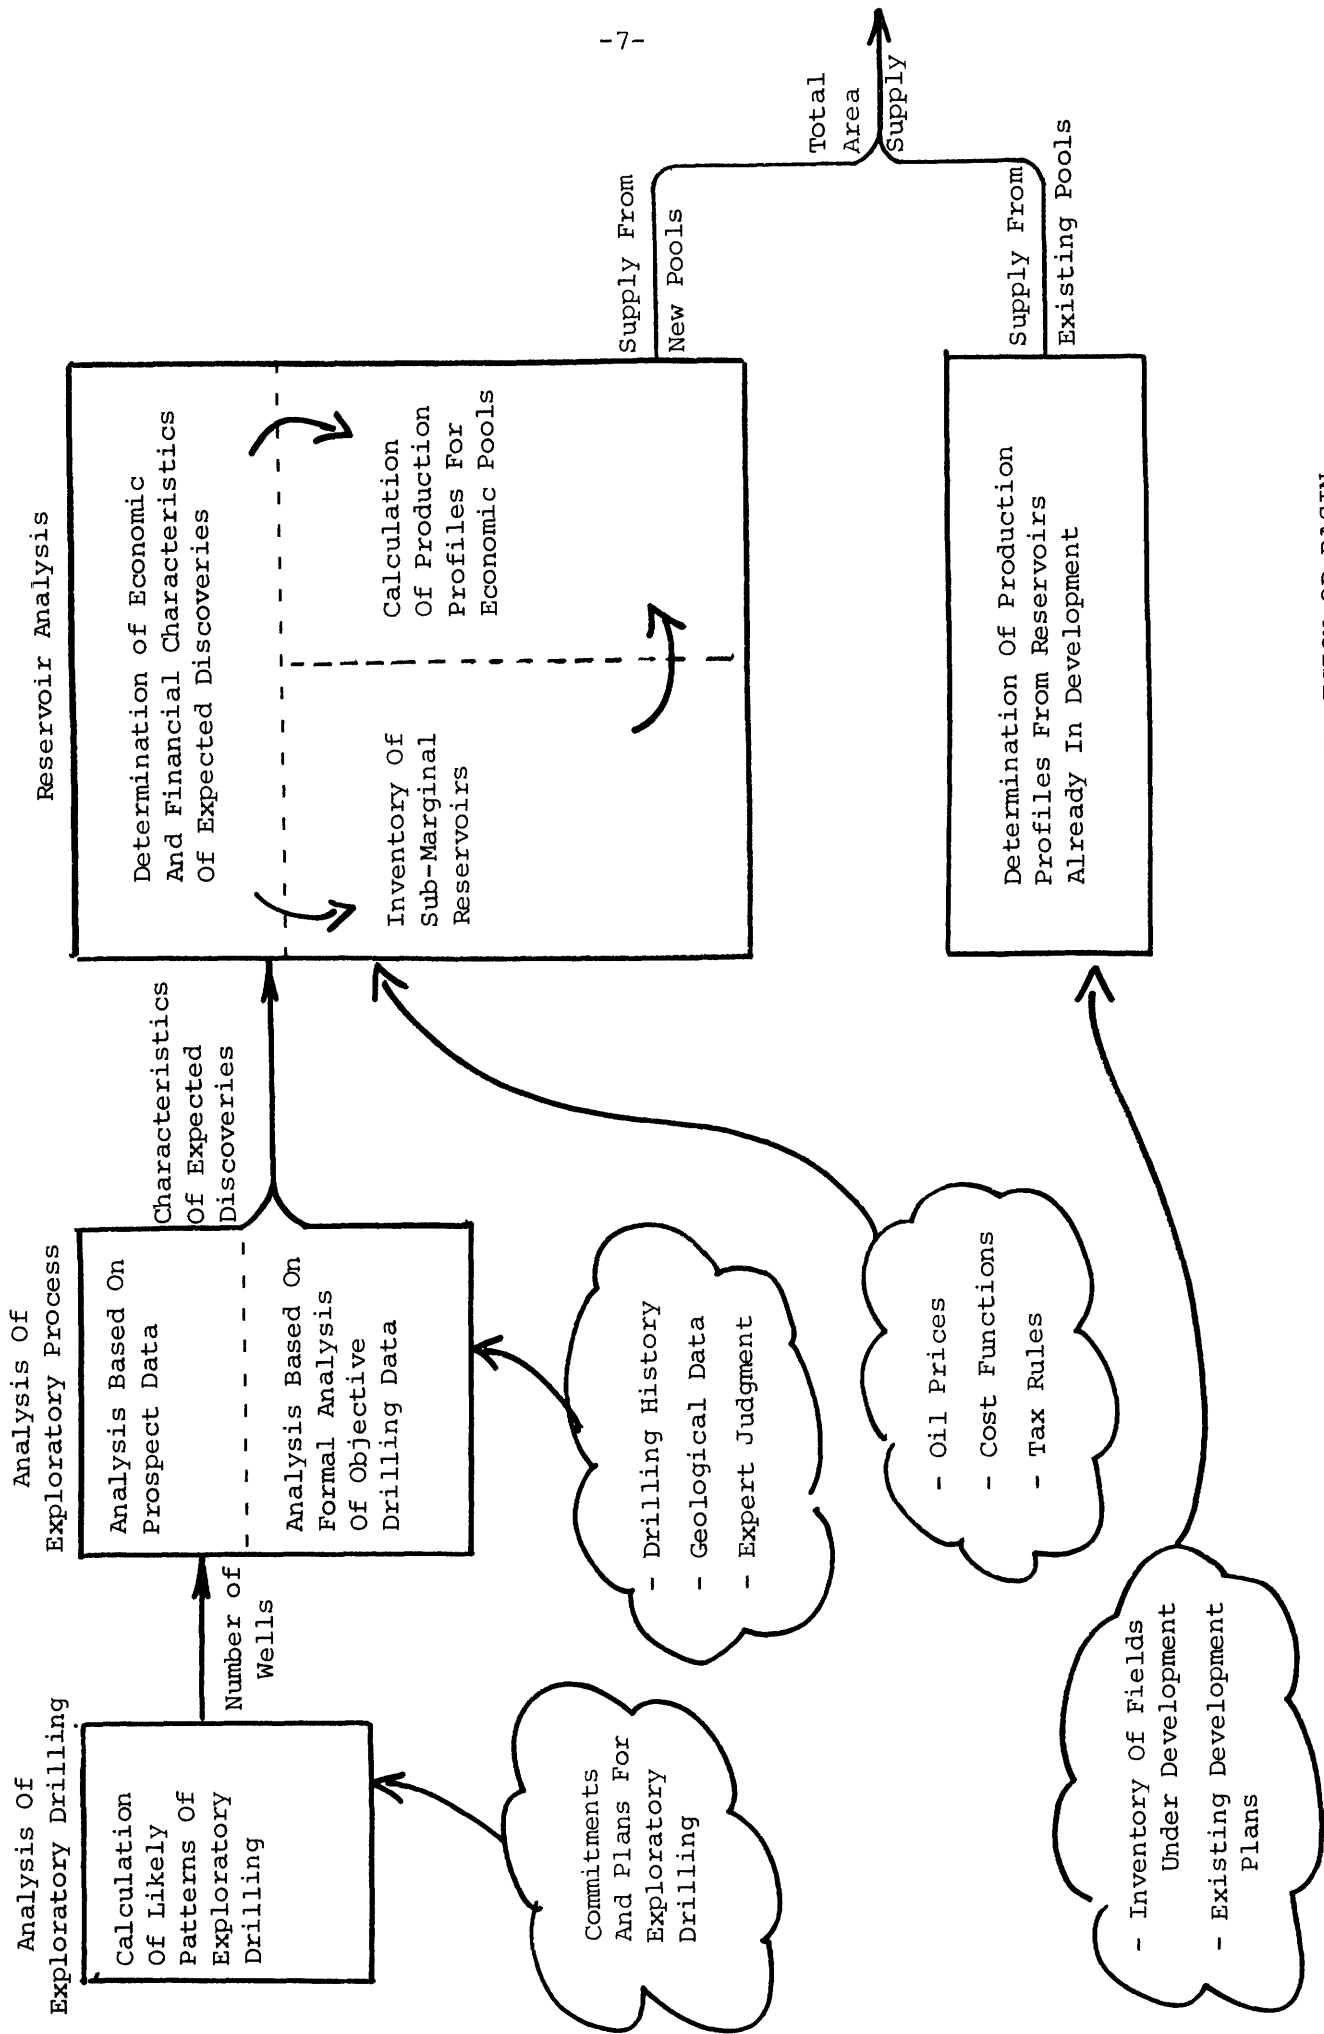 -7-
Analysis Of
Exploratory Drilling
Calculation
Of Likely
Patterns Of
Exploratory
Drilling
Number of
Wells
Commitments
And Plans For
Exploratory
Drilling
Analysis Of
Exploratory Process
Analysis Based On
Prospect Data
Analysis Based On
Formal Analysis
Of Objective
Drilling Data
- Drilling History
- Geological Data
- Expert Judgment
Characteristics
Of Expected
Discoveries
Reservoir Analysis
Determination of Economic
And Financial Characteristics
Of Expected Discoveries
Inventory Of
Sub-Marginal
Reservoirs
Calculation
Of Production
Profiles For
Economic Pools
- Oil Prices
- Cost Functions
- Tax Rules
Supply From
New Pools
Total
Area
Supply
- Inventory Of Fields
Under Development
- Existing Development
Plans
Determination Of Production
Profiles From Reservoirs
Already In Development
Supply From
Existing Pools